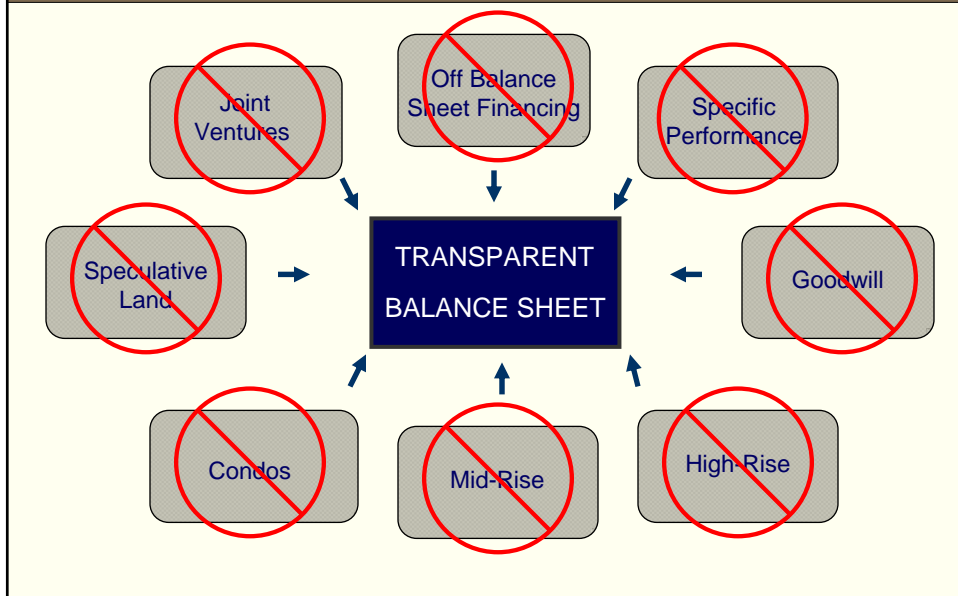 Off Balance
Sheet Financing
Joint
Ventures
Specific
Performance
TRANSPARENT
BALANCE SHEET
Speculative
Land
Goodwill
Condos
Mid-Rise
High-Rise